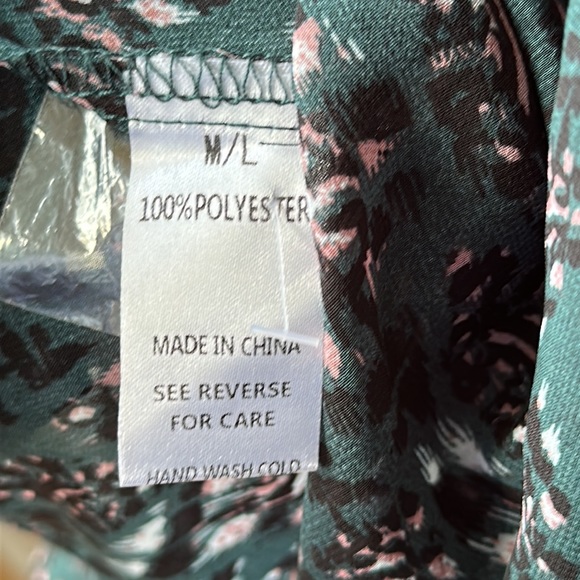 M/L
100%POLYESTER
MADE IN CHINA
SEE REVERSE
FOR CARE
HAND WASH COLD